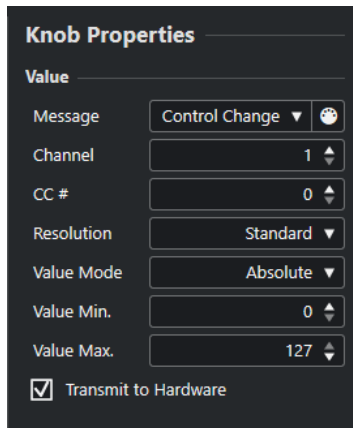 Knob Properties
Value
Message Control Change
Channel 1
CC # 0
Resolution Standard
Value Mode Absolute
Value Min. 0
Value Max. 127
Transmit to Hardware